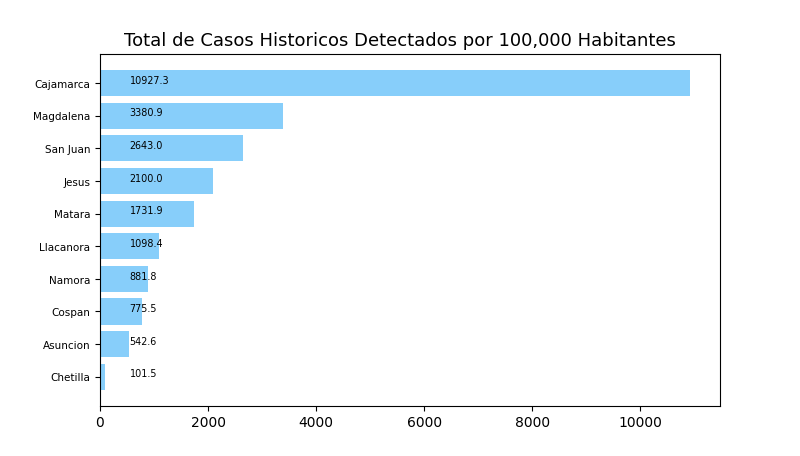 Total de Casos Historicos Detectados por 100,000 Habitantes
Cajamarca 10927.3
Magdalena 3380.9
San Juan 2643.0
Jesus 2100.0
Matara 1731.9
Llacanora 1098.4
Namora 881.8
Cospan 775.5
Asuncion 542.6
Chetilla 101.5
0 2000 4000 6000 8000 10000